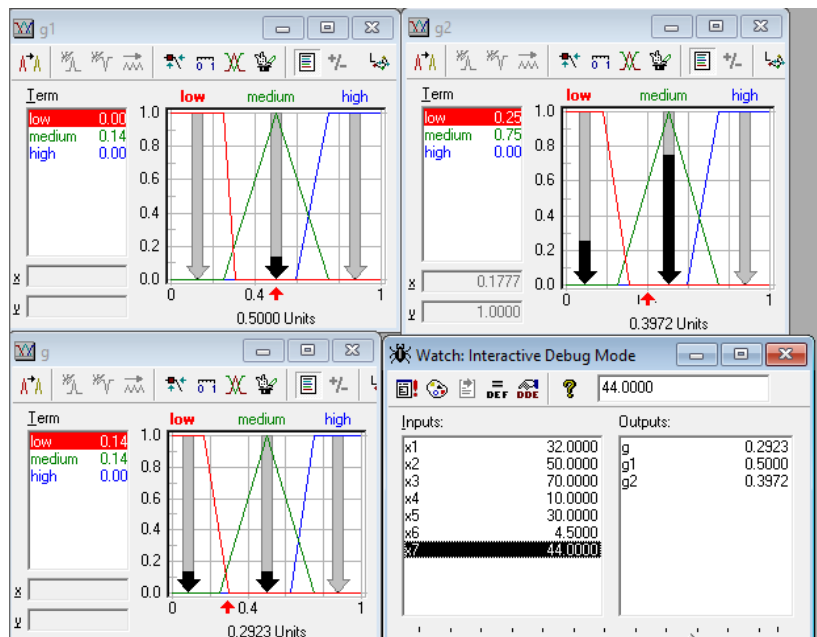 g1
Term
low 0.00
medium 0.14
high 0.00
x
y
low medium high
1.0
0.8
0.6
0.4
0.2
0.0
0 0.4 1
0.5000 Units
g2
Term
low 0.25
medium 0.75
high 0.00
x 0.1777
y 1.0000
low medium high
1.0
0.8
0.6
0.4
0.2
0.0
0 1
0.3972 Units
g
Term
low 0.14
medium 0.14
high 0.00
x
y
low medium high
1.0
0.8
0.6
0.4
0.2
0.0
0 0.4 1
0.2923 Units
Watch: Interactive Debug Mode
DEF DDE ? 44.0000
Inputs:
x1 32.0000
x2 50.0000
x3 70.0000
x4 10.0000
x5 30.0000
x6 4.5000
x7 44.0000
Outputs:
g 0.2923
g1 0.5000
g2 0.3972